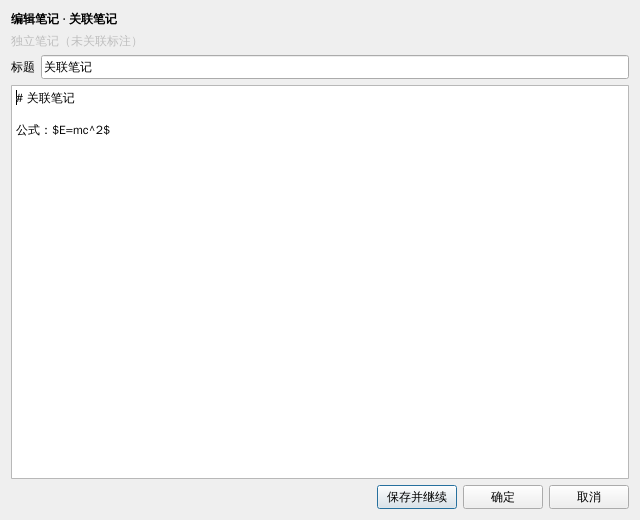 编辑笔记 · 关联笔记
独立笔记（未关联标注）
标题 关联笔记
# 关联笔记
公式：$E=mc^2$
保存并继续 确定 取消